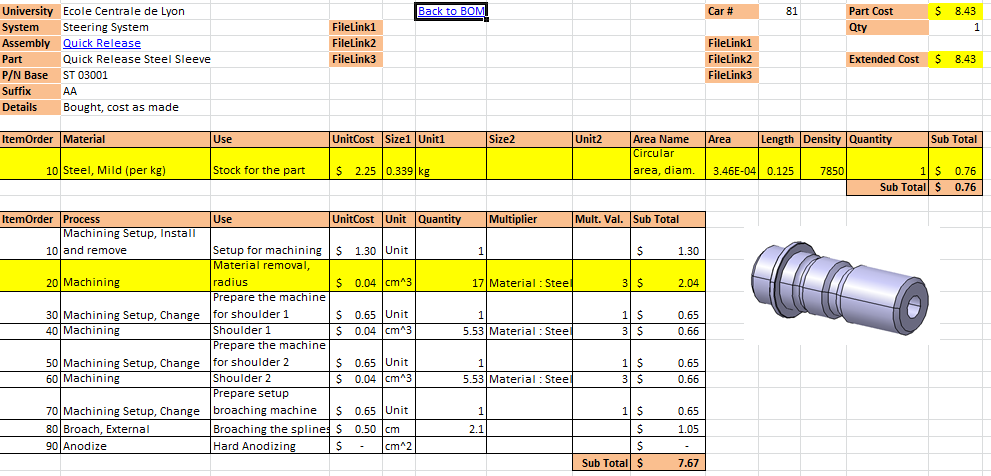 University Ecole Centrale de Lyon Back to BOM Car # 81 Part Cost $ 8.43
System Steering System FileLink1 Qty 1
Assembly Quick Release FileLink2 FileLink1
Part Quick Release Steel Sleeve FileLink3 FileLink2 Extended Cost $ 8.43
P/N Base ST 03001 FileLink3
Suffix AA
Details Bought, cost as made
ItemOrder Material Use UnitCost Size1 Unit1 Size2 Unit2 Area Name Area Length Density Quantity Sub Total
Circular
10 Steel, Mild (per kg) Stock for the part $ 2.25 0.339 kg area, diam. 3.46E-04 0.125 7850 1 $ 0.76
Sub Total $ 0.76
ItemOrder Process Use UnitCost Unit Quantity Multiplier Mult. Val. Sub Total
Machining Setup, Install
10 and remove Setup for machining $ 1.30 Unit 1 $ 1.30
Material removal,
20 Machining radius $ 0.04 cm^3 17 Material : Steel 3 $ 2.04
Prepare the machine
30 Machining Setup, Change for shoulder 1 $ 0.65 Unit 1 1 $ 0.65
40 Machining Shoulder 1 $ 0.04 cm^3 5.53 Material : Steel 3 $ 0.66
Prepare the machine
50 Machining Setup, Change for shoulder 2 $ 0.65 Unit 1 1 $ 0.65
60 Machining Shoulder 2 $ 0.04 cm^3 5.53 Material : Steel 3 $ 0.66
Prepare setup
70 Machining Setup, Change broaching machine $ 0.65 Unit 1 1 $ 0.65
80 Broach, External Broaching the splines $ 0.50 cm 2.1 $ 1.05
90 Anodize Hard Anodizing $ - cm^2 $ -
Sub Total $ 7.67